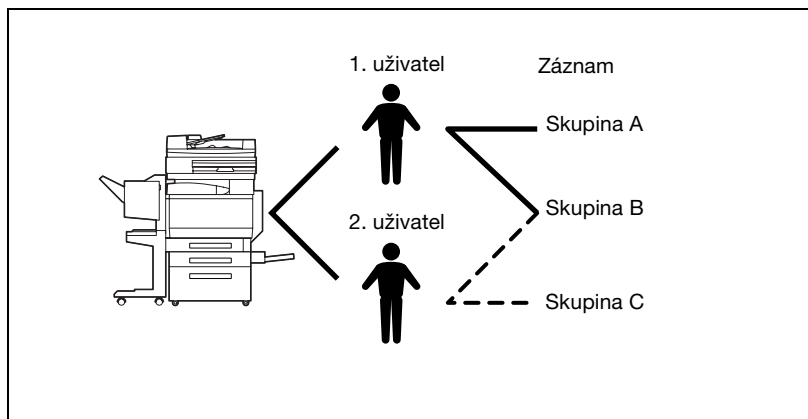 1. uživatel
Záznam
Skupina A
Skupina B
2. uživatel
Skupina C